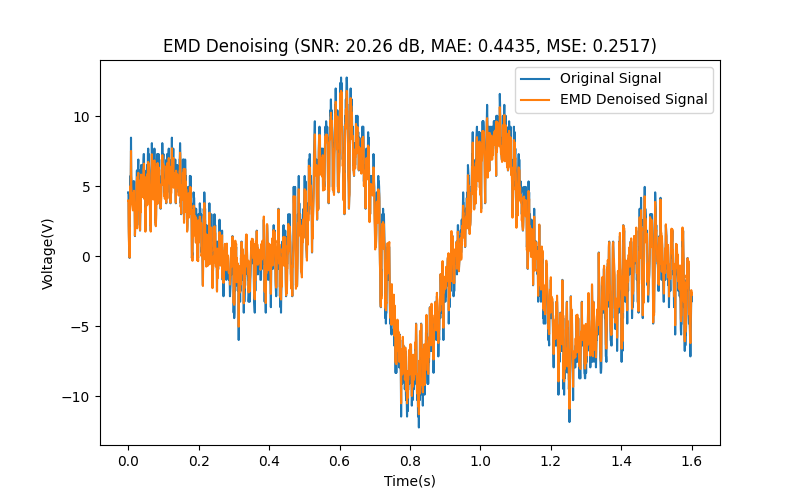 EMD Denoising (SNR: 20.26 dB, MAE: 0.4435, MSE: 0.2517)
Original Signal
EMD Denoised Signal
10
5
0
−5
−10
Voltage(V)
0.0 0.2 0.4 0.6 0.8 1.0 1.2 1.4 1.6
Time(s)